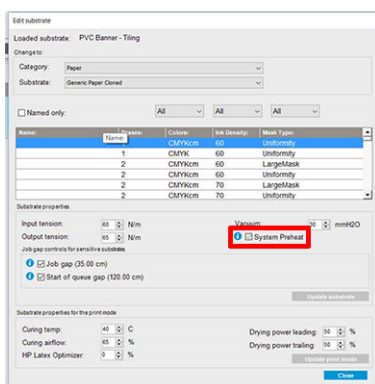 Edit substrate
Loaded substrate: PVC Banner - Tiling
Change to:
Category: Paper
Substrate: Generic Paper Cloned
Named only: All All All
Name: Passes: Colors: Ink Density: Mask Type:
Name: CMYKcm 60 Uniformity
1 CMYK 60 Uniformity
2 CMYKcm 60 LargeMask
2 CMYKcm 60 Uniformity
2 CMYKcm 70 LargeMask
2 CMYKcm 70 Uniformity
Substrate properties
Input tension: 60 N/m Vacuum: 30 mmH2O
Output tension: 65 N/m System Preheat
Job gap controls for sensitive substrates
Job gap (35.00 cm)
Start of queue gap (120.00 cm)
Update substrate
Substrate properties for the print mode
Curing temp: 40 C Drying power leading: 50 %
Curing airflow: 65 % Drying power trailing: 50 %
HP Latex Optimizer: 0 % Update print mode
Close